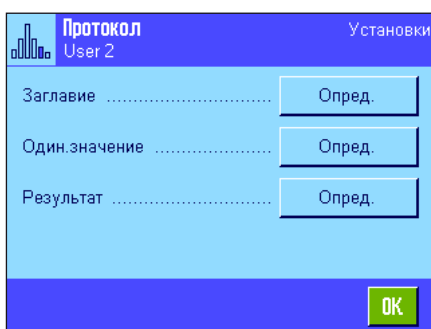 Протокол Установки
User 2
Заглавие ............................ Опред.
Один.значение .................... Опред.
Результат ........................... Опред.
OK